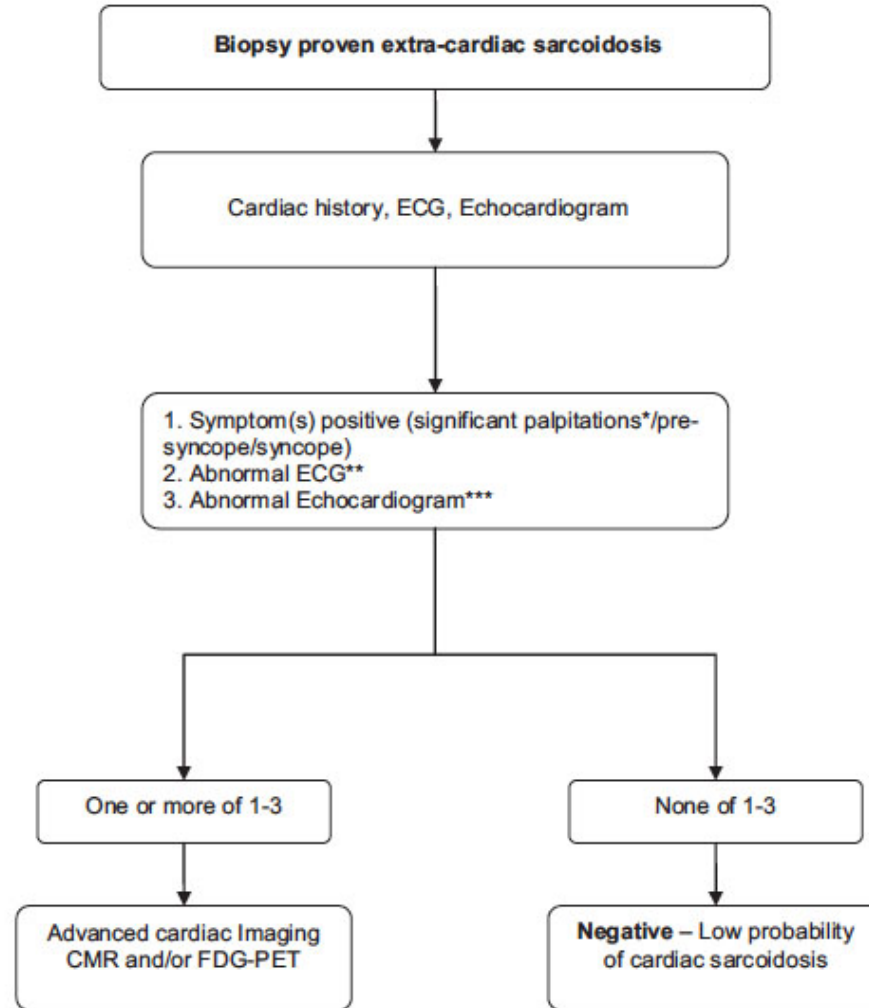 Biopsy proven extra-cardiac sarcoidosis
Cardiac history, ECG, Echocardiogram
1. Symptom(s) positive (significant palpitations*/pre-
syncope/syncope)
2. Abnormal ECG**
3. Abnormal Echocardiogram***
One or more of 1-3
None of 1-3
Advanced cardiac Imaging
CMR and/or FDG-PET
Negative – Low probability
of cardiac sarcoidosis